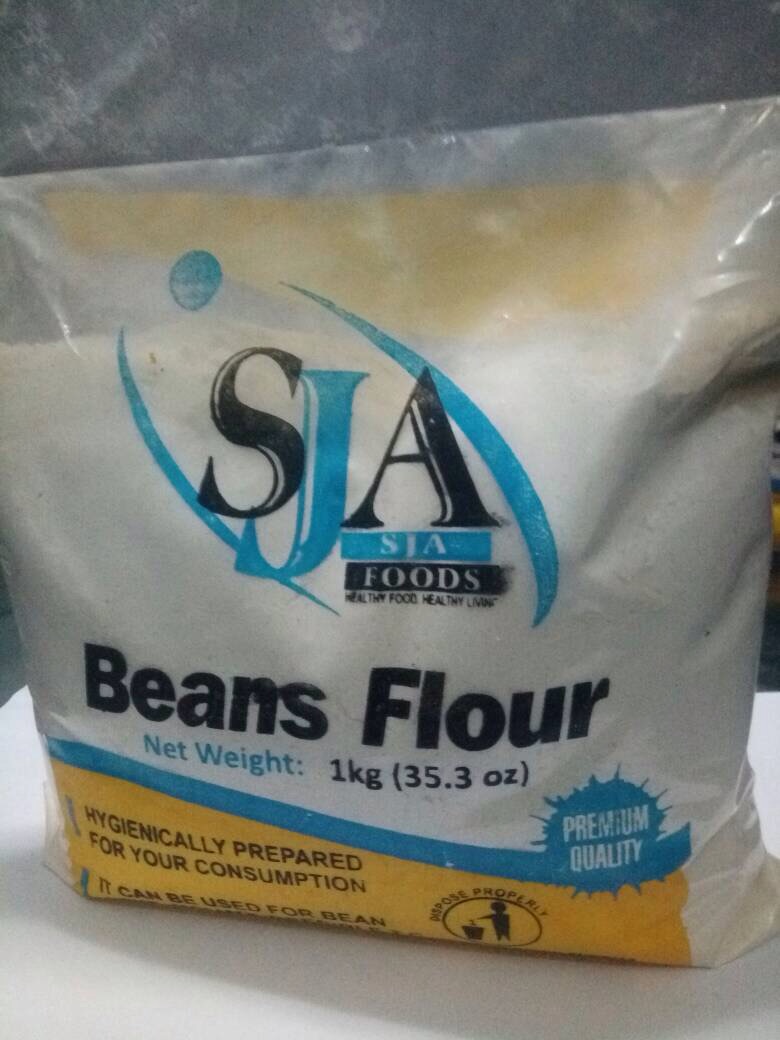 SJA
SJA
FOODS
HEALTHY FOOD, HEALTHY LIVING
Beans Flour
Net Weight: 1kg (35.3 oz)
PREMIUM
QUALITY
HYGIENICALLY PREPARED
FOR YOUR CONSUMPTION
IT CAN BE USED FOR BEAN
DISPOSE PROPERLY